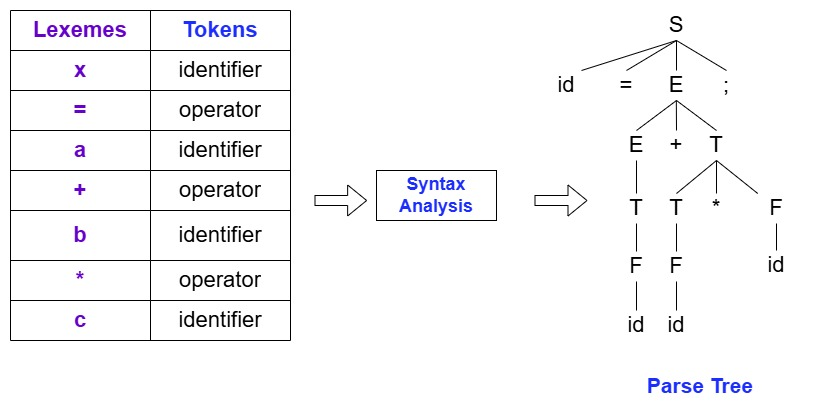 Lexemes Tokens
x identifier
= operator
a identifier
+ operator
b identifier
* operator
c identifier
Syntax
Analysis
S
id = E ;
E + T
T T * F
F F id
id id
Parse Tree